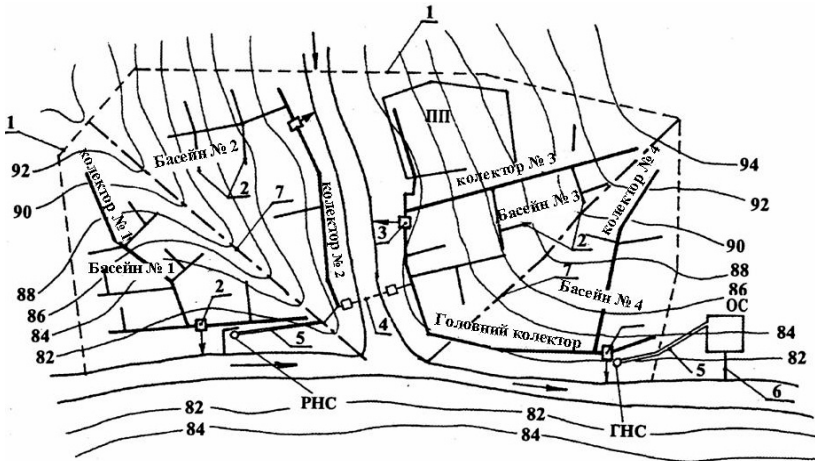 1
1
ПП
92
Басейн № 2
94
колектор № 3
колектор № 4
колектор № 1
90
2
7
92
Басейн № 3
колектор № 2
3
2
90
88
Басейн № 1
88
86
2
7
Басейн № 4
86
ОС
84
4
Головний колектор
84
82
5
5
82
РНС
6
82
82
ГНС
84
84